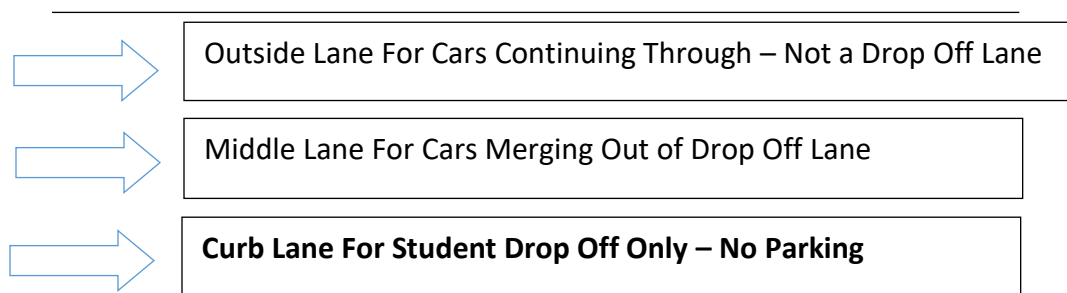 Outside Lane For Cars Continuing Through – Not a Drop Off Lane
Middle Lane For Cars Merging Out of Drop Off Lane
Curb Lane For Student Drop Off Only – No Parking